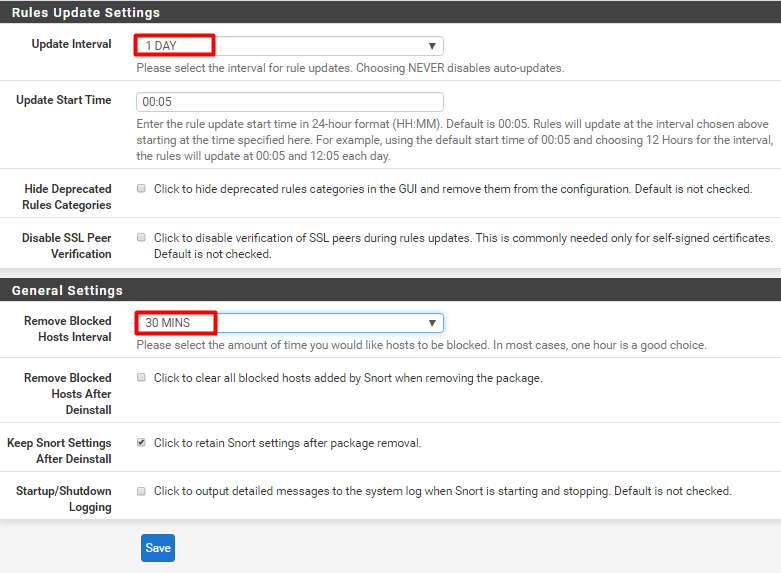 Rules Update Settings
Update Interval
1 DAY
Please select the interval for rule updates. Choosing NEVER disables auto-updates.
Update Start Time
00:05
Enter the rule update start time in 24-hour format (HH:MM). Default is 00:05. Rules will update at the interval chosen above
starting at the time specified here. For example, using the default start time of 00:05 and choosing 12 Hours for the interval,
the rules will update at 00:05 and 12:05 each day.
Hide Deprecated
Rules Categories
Click to hide deprecated rules categories in the GUI and remove them from the configuration. Default is not checked.
Disable SSL Peer
Verification
Click to disable verification of SSL peers during rules updates. This is commonly needed only for self-signed certificates.
Default is not checked.
General Settings
Remove Blocked
Hosts Interval
30 MINS
Please select the amount of time you would like hosts to be blocked. In most cases, one hour is a good choice.
Remove Blocked
Hosts After
Deinstall
Click to clear all blocked hosts added by Snort when removing the package.
Keep Snort Settings
After Deinstall
Click to retain Snort settings after package removal.
Startup/Shutdown
Logging
Click to output detailed messages to the system log when Snort is starting and stopping. Default is not checked.
Save